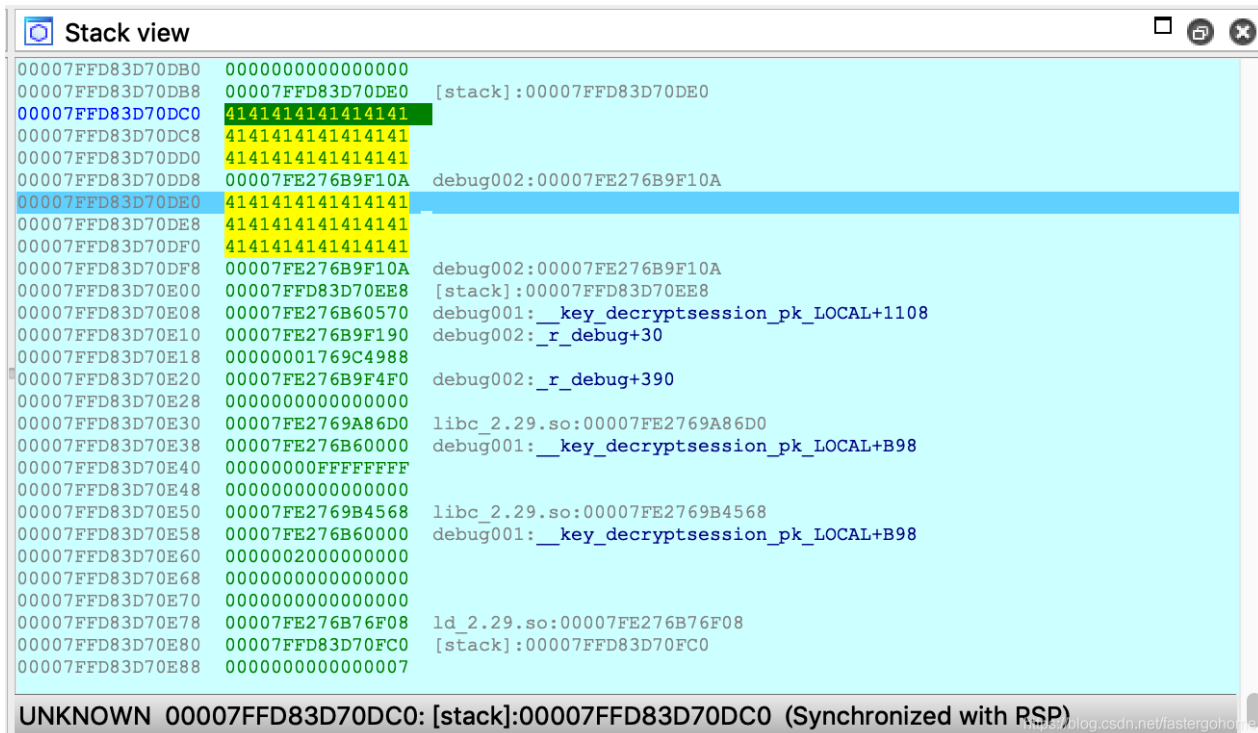 Stack view
00007FFD83D70DB0 0000000000000000
00007FFD83D70DB8 00007FFD83D70DE0 [stack]:00007FFD83D70DE0
00007FFD83D70DC0 4141414141414141
00007FFD83D70DC8 4141414141414141
00007FFD83D70DD0 4141414141414141
00007FFD83D70DD8 00007FE276B9F10A debug002:00007FE276B9F10A
00007FFD83D70DE0 4141414141414141
00007FFD83D70DE8 4141414141414141
00007FFD83D70DF0 4141414141414141
00007FFD83D70DF8 00007FE276B9F10A debug002:00007FE276B9F10A
00007FFD83D70E00 00007FFD83D70EE8 [stack]:00007FFD83D70EE8
00007FFD83D70E08 00007FE276B60570 debug001:__key_decryptsession_pk_LOCAL+1108
00007FFD83D70E10 00007FE276B9F190 debug002:_r_debug+30
00007FFD83D70E18 00000001769C4988
00007FFD83D70E20 00007FE276B9F4F0 debug002:_r_debug+390
00007FFD83D70E28 0000000000000000
00007FFD83D70E30 00007FE2769A86D0 libc_2.29.so:00007FE2769A86D0
00007FFD83D70E38 00007FE276B60000 debug001:__key_decryptsession_pk_LOCAL+B98
00007FFD83D70E40 00000000FFFFFFFF
00007FFD83D70E48 0000000000000000
00007FFD83D70E50 00007FE2769B4568 libc_2.29.so:00007FE2769B4568
00007FFD83D70E58 00007FE276B60000 debug001:__key_decryptsession_pk_LOCAL+B98
00007FFD83D70E60 0000002000000000
00007FFD83D70E68 0000000000000000
00007FFD83D70E70 0000000000000000
00007FFD83D70E78 00007FE276B76F08 ld_2.29.so:00007FE276B76F08
00007FFD83D70E80 00007FFD83D70FC0 [stack]:00007FFD83D70FC0
00007FFD83D70E88 0000000000000007
UNKNOWN 00007FFD83D70DC0: [stack]:00007FFD83D70DC0 (Synchronized with RSP)
https://blog.csdn.net/fastergohome